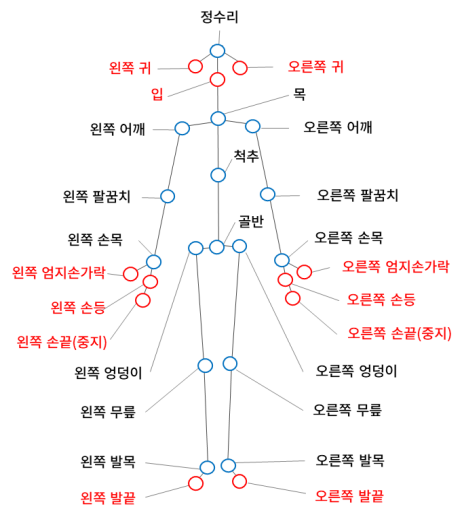 정수리
왼쪽 귀
오른쪽 귀
입
목
왼쪽 어깨
오른쪽 어깨
척추
왼쪽 팔꿈치
오른쪽 팔꿈치
골반
왼쪽 손목
오른쪽 손목
왼쪽 엄지손가락
오른쪽 엄지손가락
왼쪽 손등
오른쪽 손등
왼쪽 손끝(중지)
오른쪽 손끝(중지)
왼쪽 엉덩이
오른쪽 엉덩이
왼쪽 무릎
오른쪽 무릎
왼쪽 발목
오른쪽 발목
왼쪽 발끝
오른쪽 발끝